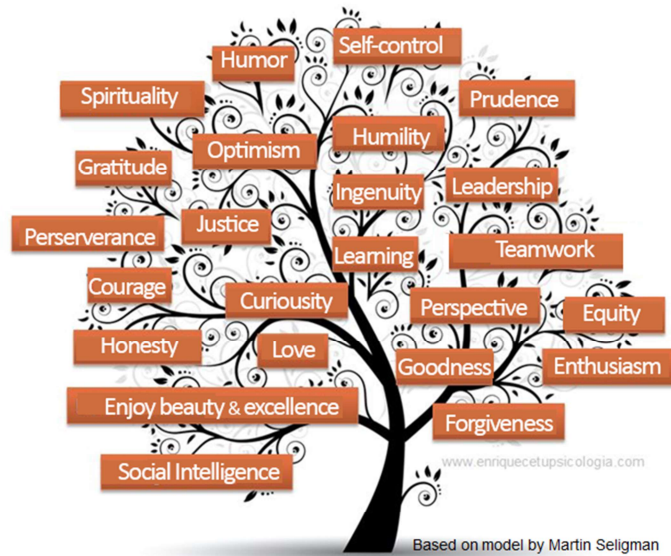 Self-control
Humor
Spirituality
Prudence
Humility
Optimism
Gratitude
Ingenuity
Leadership
Justice
Perserverance
Learning
Teamwork
Courage
Curiousity
Perspective
Equity
Honesty
Love
Goodness
Enthusiasm
Enjoy beauty & excellence
Forgiveness
Social Intelligence
www.enriquecetupsicologia.com
Based on model by Martin Seligman